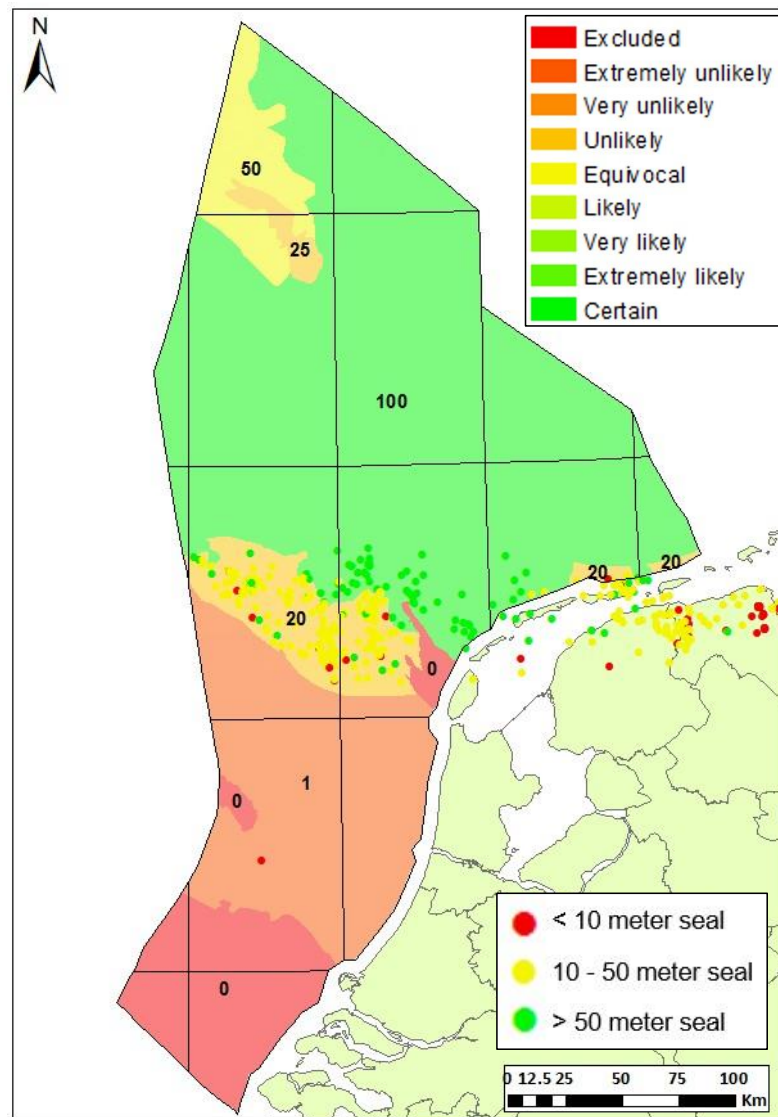 N
Excluded
Extremely unlikely
Very unlikely
Unlikely
Equivocal
Likely
Very likely
Extremely likely
Certain
50
25
100
20
20
20
0
1
0
0
< 10 meter seal
10 - 50 meter seal
> 50 meter seal
0 12.5 25 50 75 100
Km